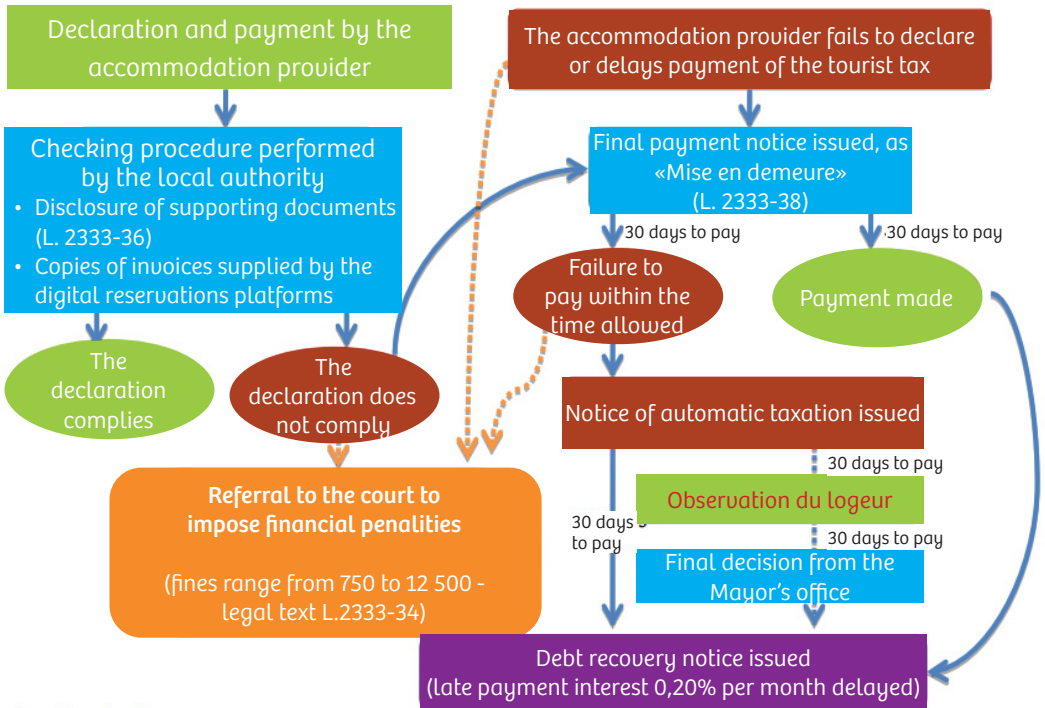 Declaration and payment by the
accommodation provider
The accommodation provider fails to declare
or delays payment of the tourist tax
Checking procedure performed
by the local authority
• Disclosure of supporting documents
(L. 2333-36)
• Copies of invoices supplied by the
digital reservations platforms
Final payment notice issued, as
«Mise en demeure»
(L. 2333-38)
30 days to pay
30 days to pay
Failure to
pay within the
time allowed
Payment made
The
declaration
complies
The
declaration does
not comply
Notice of automatic taxation issued
30 days to pay
Observation du logeur
30 days
to pay
30 days to pay
Final decision from the
Mayor’s office
Referral to the court to
impose financial penalities
(fines range from 750 to 12 500 -
legal text L.2333-34)
Debt recovery notice issued
(late payment interest 0,20% per month delayed)